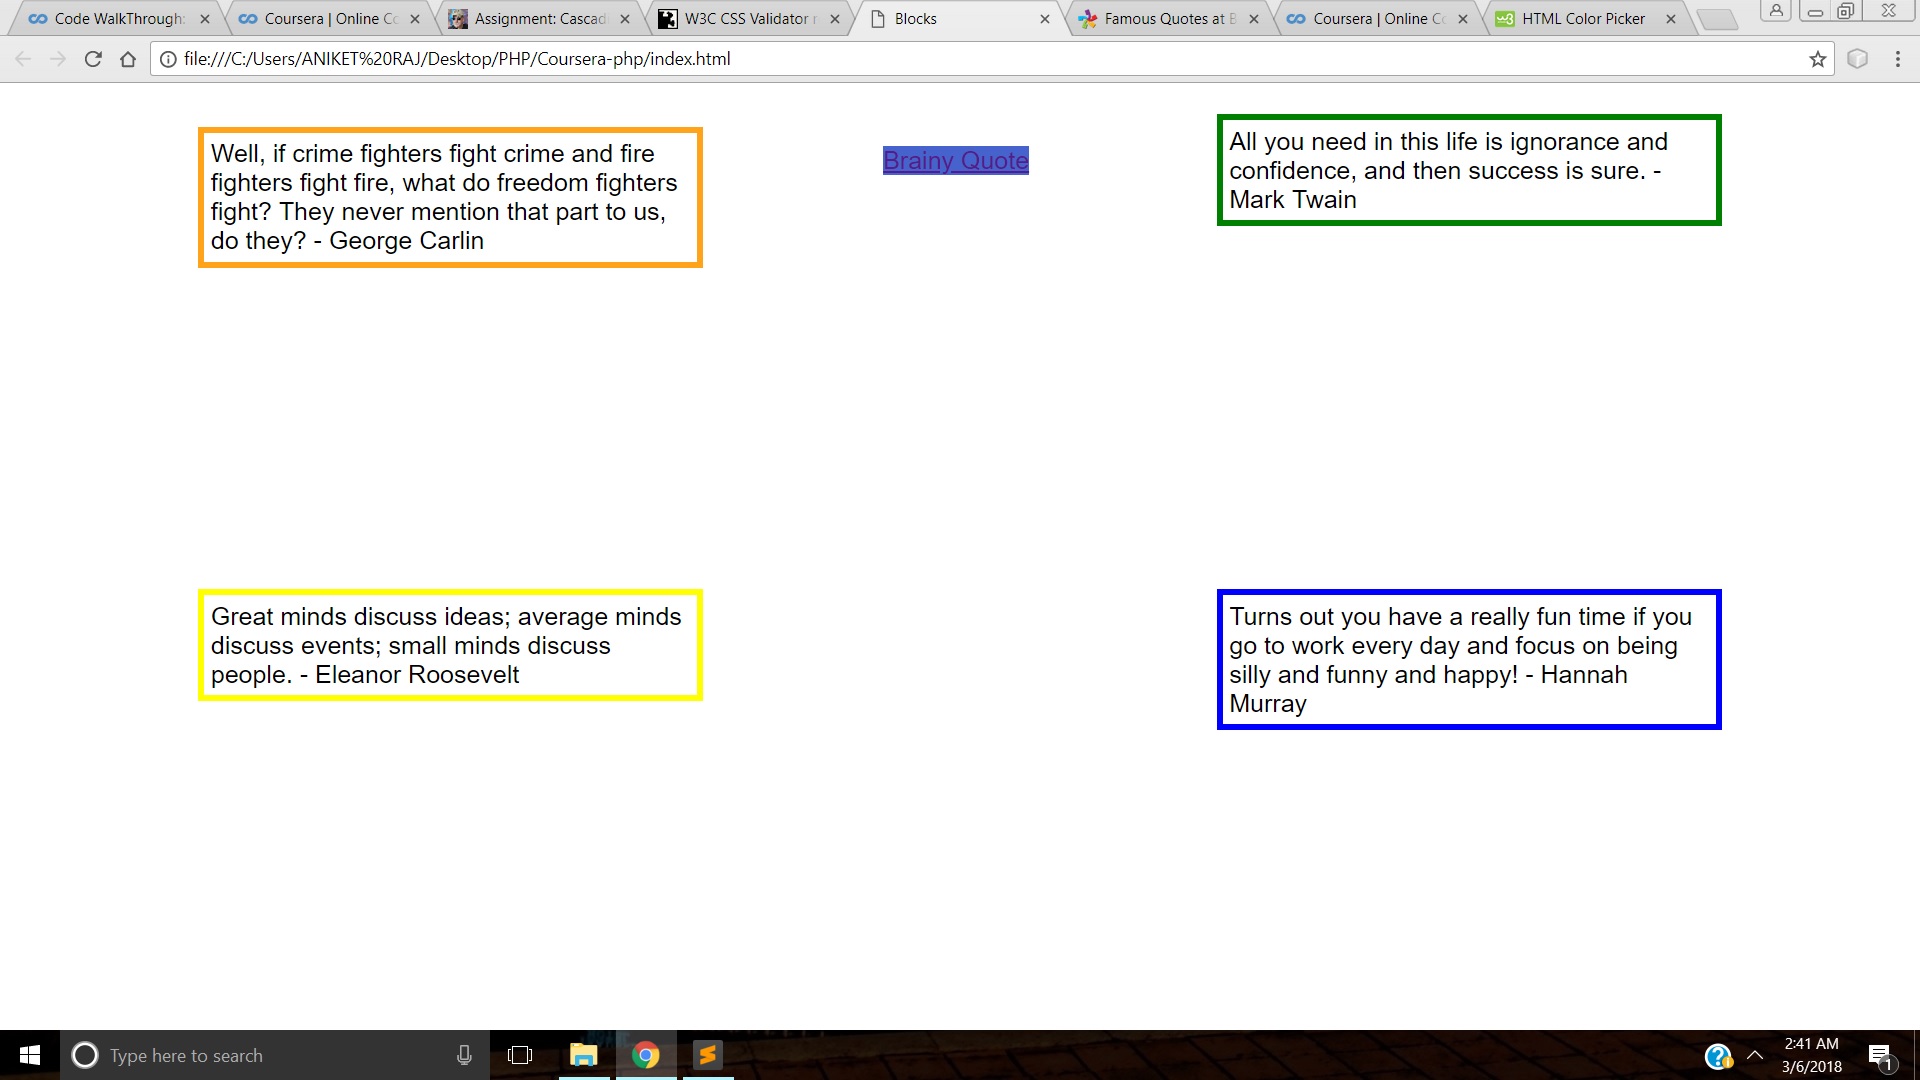 Code WalkThrough:
Coursera | Online Co
Assignment: Cascad
W3C CSS Validator r
Blocks
Famous Quotes at B
Coursera | Online Co
HTML Color Picker
file:///C:/Users/ANIKET%20RAJ/Desktop/PHP/Coursera-php/index.html
Well, if crime fighters fight crime and fire
fighters fight fire, what do freedom fighters
fight? They never mention that part to us,
do they? - George Carlin
Brainy Quote
All you need in this life is ignorance and
confidence, and then success is sure. -
Mark Twain
Great minds discuss ideas; average minds
discuss events; small minds discuss
people. - Eleanor Roosevelt
Turns out you have a really fun time if you
go to work every day and focus on being
silly and funny and happy! - Hannah
Murray
Type here to search
2:41 AM
3/6/2018
1